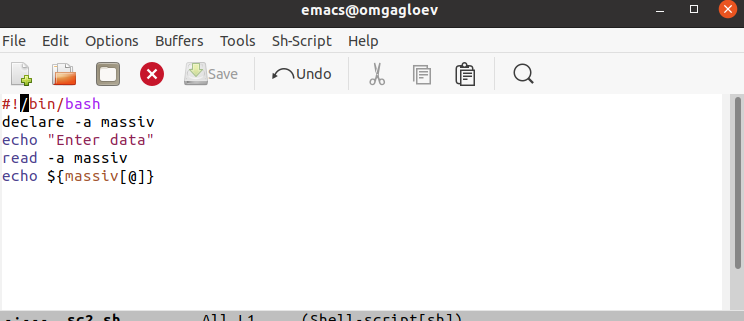 emacs@omgagloev
File Edit Options Buffers Tools Sh-Script Help
Save Undo
#!/bin/bash
declare -a massiv
echo "Enter data"
read -a massiv
echo ${massiv[@]}
-:--- sc2.sh All L1 (Shell-script[sh])